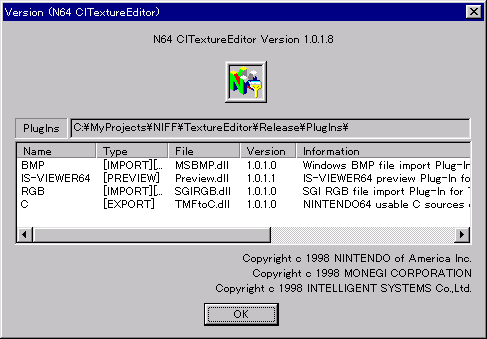 Version (N64 CITextureEditor)
N64 CITextureEditor Version 1.0.1.8
PlugIns C:¥MyProjects¥NIFF¥TextureEditor¥Release¥PlugIns¥
Name Type File Version Information
BMP [IMPORT][... MSBMP.dll 1.0.1.0 Windows BMP file import Plug-In
IS-VIEWER64 [PREVIEW] Preview.dll 1.0.1.1 IS-VIEWER64 preview Plug-In fo
RGB [IMPORT][... SGIRGB.dll 1.0.1.0 SGI RGB file import Plug-In for T
C [EXPORT] TMFtoC.dll 1.0.1.0 NINTENDO64 usable C sources
Copyright c 1998 NINTENDO of America Inc.
Copyright c 1998 MONEGI CORPORATION
Copyright c 1998 INTELLIGENT SYSTEMS Co.,Ltd.
OK